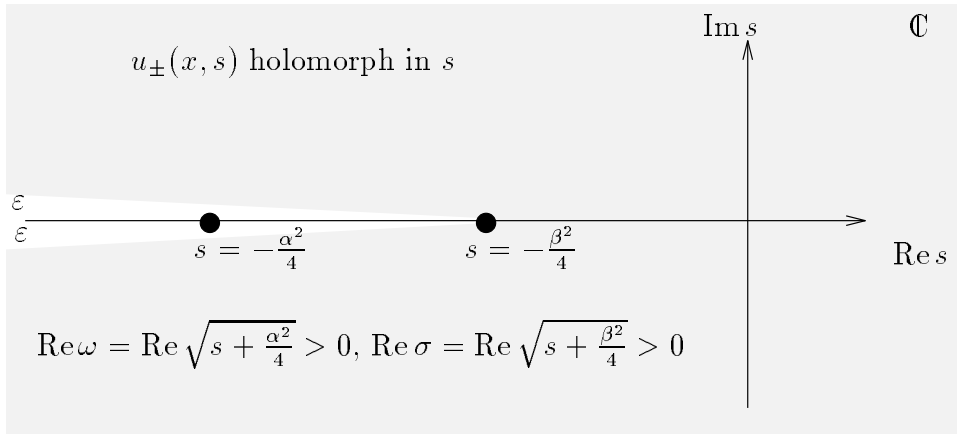 Im s
ℂ
u±(x, s) holomorph in s
ε
ε
s = −α²/4
s = −β²/4
Re s
Re ω = Re √(s + α²/4) > 0, Re σ = Re √(s + β²/4) > 0